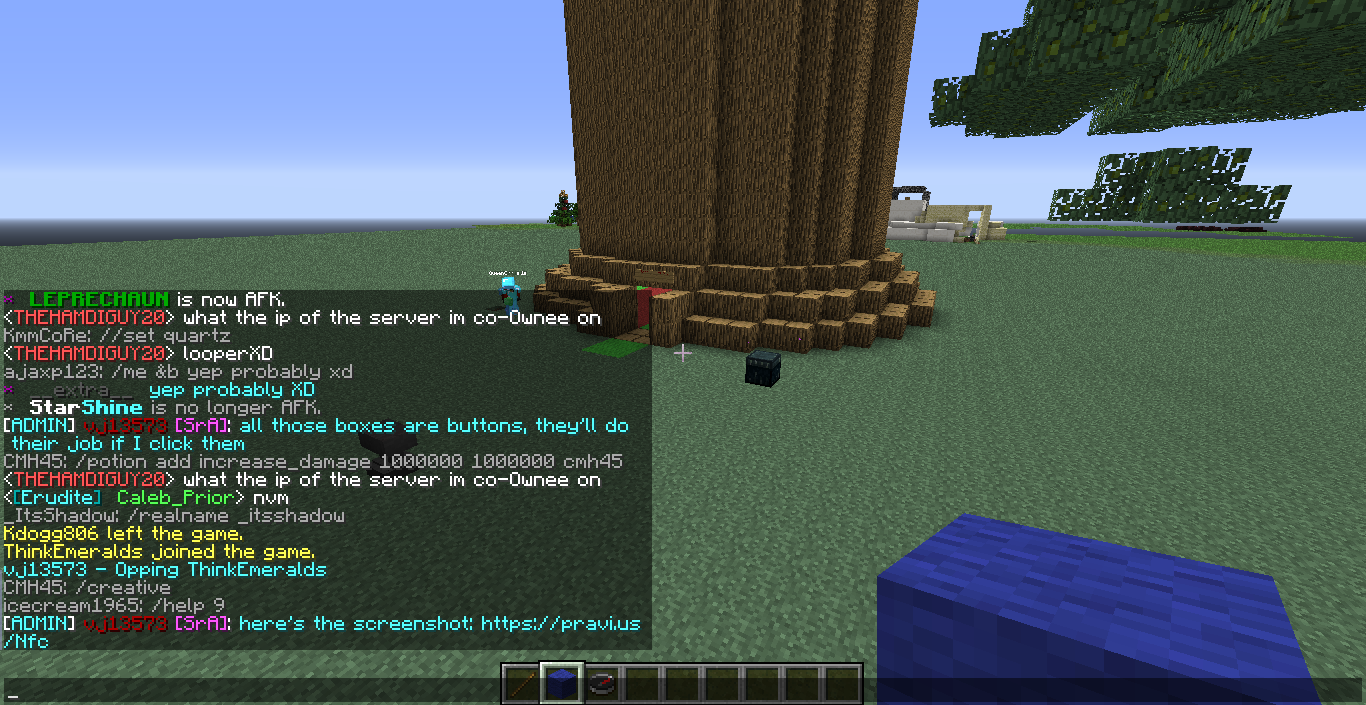 * LEPRECHAUN is now AFK.
<THEHAMDIGUY20> what the ip of the server im co-Ownee on
KmmCoRe: //set quartz
<THEHAMDIGUY20> looperXD
ajaxp123: /me &b yep probably xd
* __extra__ yep probably XD
* StarShine is no longer AFK.
[ADMIN] vj13573 [SrA]: all those boxes are buttons, they'll do
their job if I click them
CMH45: /potion add increase_damage 1000000 1000000 cmh45
<THEHAMDIGUY20> what the ip of the server im co-Ownee on
<[Erudite] Caleb_Prior> nvm
_ItsShadow: /realname _itsshadow
Kdogg806 left the game.
ThinkEmeralds joined the game.
vj13573 - Opping ThinkEmeralds
CMH45: /creative
icecream1965: /help 9
[ADMIN] vj13573 [SrA]: here's the screenshot: https://pravi.us
/Nfc
_